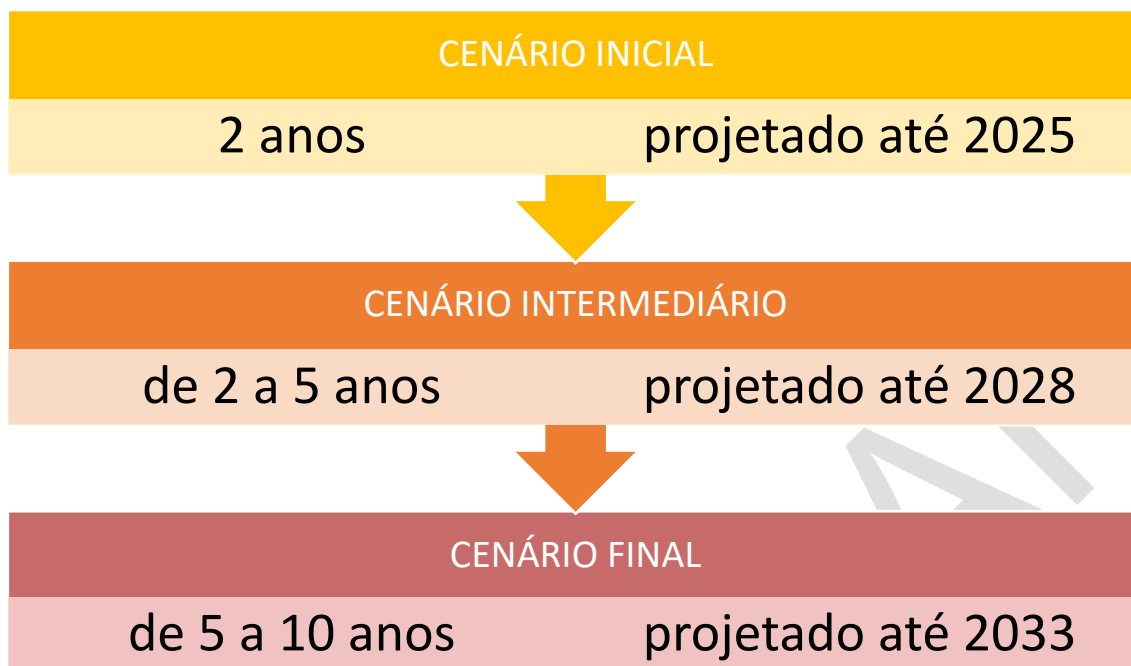 CENÁRIO INICIAL
2 anos projetado até 2025
CENÁRIO INTERMEDIÁRIO
de 2 a 5 anos projetado até 2028
CENÁRIO FINAL
de 5 a 10 anos projetado até 2033